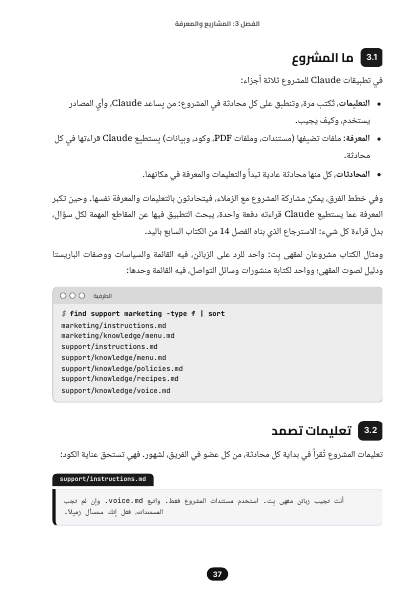 الفصل 3: المشاريع والمعرفة
3.1 ما المشروع
في تطبيقات Claude للمشروع ثلاثة أجزاء:
• التعليمات، تُكتب مرة، وتنطبق على كل محادثة في المشروع: من يساعد Claude، وأي المصادر
يستخدم، وكيف يجيب.
• المعرفة: ملفات تضيفها (مستندات، وملفات PDF، وكود، وبيانات) يستطيع Claude قراءتها في كل
محادثة.
• المحادثات، كل منها محادثة عادية تبدأ والتعليمات والمعرفة في مكانهما.
وفي خطط الفرق، يمكن مشاركة المشروع مع الزملاء، فيتحادثون بالتعليمات والمعرفة نفسها. وحين تكبر
المعرفة عما يستطيع Claude قراءته دفعة واحدة، يبحث التطبيق فيها عن المقاطع المهمة لكل سؤال،
بدل قراءة كل شيء: الاسترجاع الذي بناه الفصل 14 من الكتاب السابع باليد.
ومثال الكتاب مشروعان لمقهى بِت: واحد للرد على الزبائن، فيه القائمة والسياسات ووصفات الباريستا
ودليل لصوت المقهى؛ وواحد لكتابة منشورات وسائل التواصل، فيه القائمة وحدها:
الطرفية
$ find support marketing -type f | sort
marketing/instructions.md
marketing/knowledge/menu.md
support/instructions.md
support/knowledge/menu.md
support/knowledge/policies.md
support/knowledge/recipes.md
support/knowledge/voice.md
3.2 تعليمات تصمد
تعليمات المشروع تُقرأ في بداية كل محادثة، من كل عضو في الفريق، لشهور. فهي تستحق عناية الكود:
support/instructions.md
أنت تجيب زبائن مقهى بِت. استخدم مستندات المشروع فقط. واتبع voice.md. وإن لم تجب
المستندات، فقل إنك ستسأل زميلًا.
37